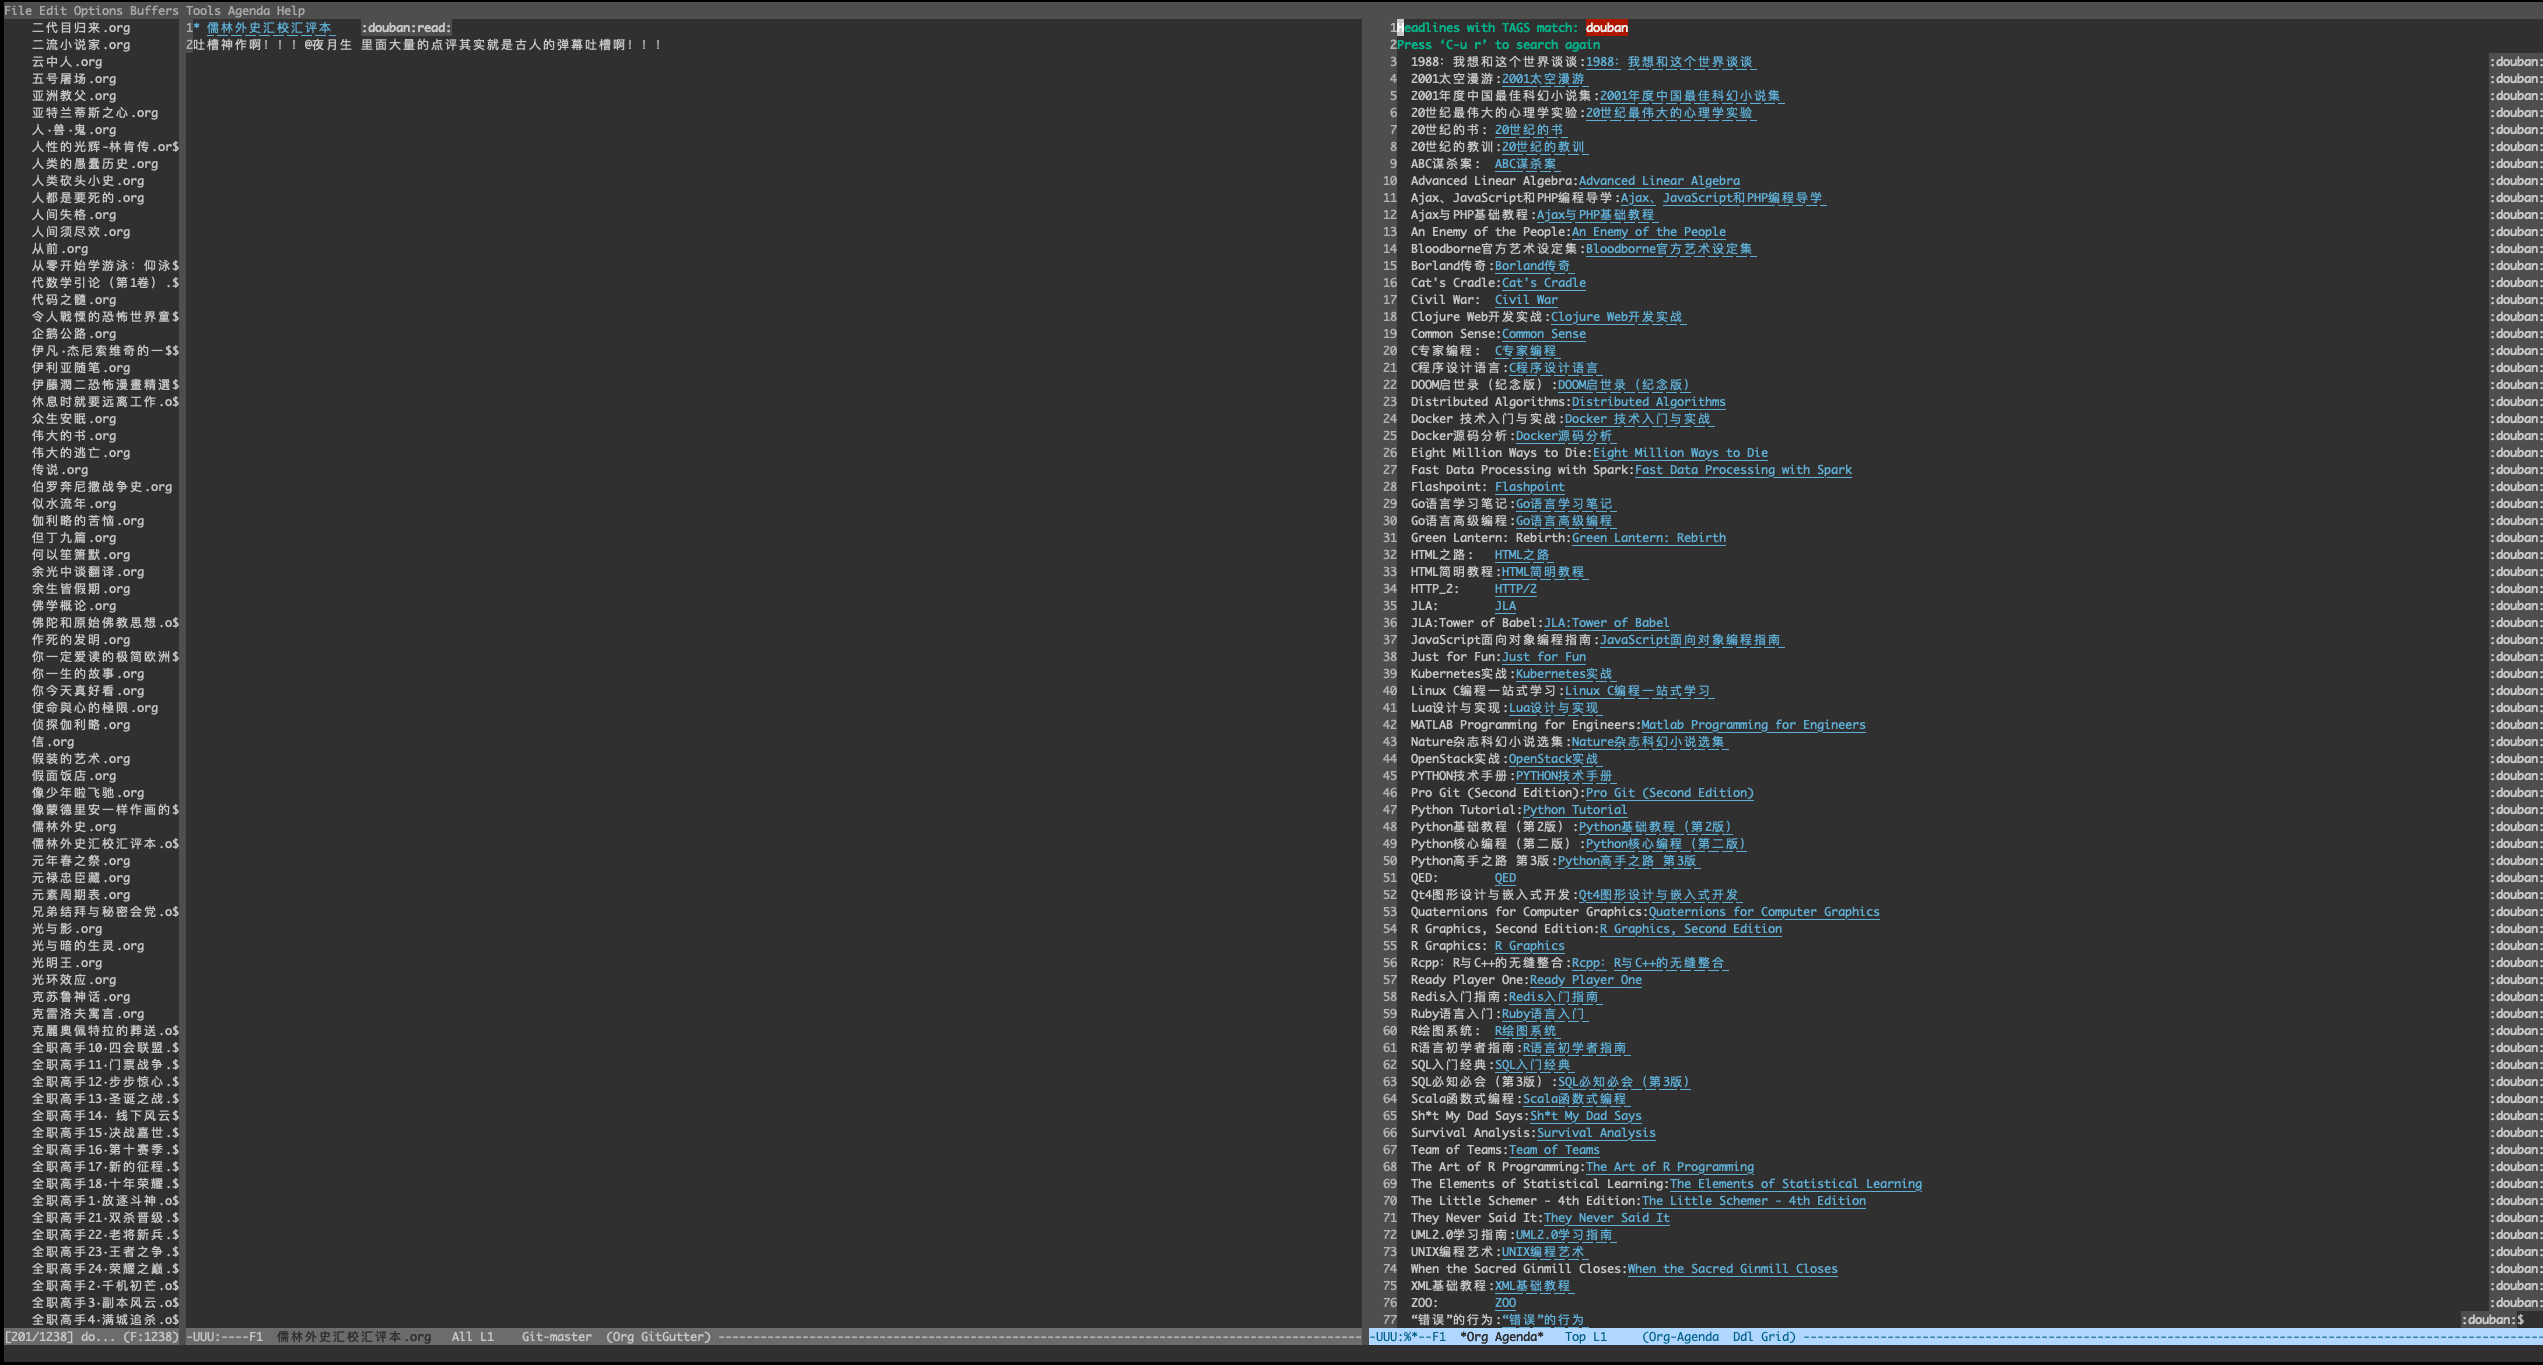 File Edit Options Buffers Tools Agenda Help
二代目归来.org
二流小说家.org
云中人.org
五号屠场.org
亚洲教父.org
亚特兰蒂斯之心.org
人·兽·鬼.org
人性的光辉-林肯传.or$
人类的愚蠢历史.org
人类砍头小史.org
人都是要死的.org
人间失格.org
人间须尽欢.org
从前.org
从零开始学游泳：仰泳$
代数学引论（第1卷）.$
代码之髓.org
令人戰慄的恐怖世界童$
企鹅公路.org
伊凡·杰尼索维奇的一$$
伊利亚随笔.org
伊藤潤二恐怖漫畫精選$
休息时就要远离工作.o$
众生安眠.org
伟大的书.org
伟大的逃亡.org
传说.org
伯罗奔尼撒战争史.org
似水流年.org
伽利略的苦恼.org
但丁九篇.org
何以笙箫默.org
余光中谈翻译.org
余生皆假期.org
佛学概论.org
佛陀和原始佛教思想.o$
作死的发明.org
你一定爱读的极简欧洲$
你一生的故事.org
你今天真好看.org
使命與心的極限.org
侦探伽利略.org
信.org
假装的艺术.org
假面饭店.org
像少年啦飞驰.org
像蒙德里安一样作画的$
儒林外史.org
儒林外史汇校汇评本.o$
元年春之祭.org
元禄忠臣藏.org
元素周期表.org
兄弟结拜与秘密会党.o$
光与影.org
光与暗的生灵.org
光明王.org
光环效应.org
克苏鲁神话.org
克雷洛夫寓言.org
克麗奥佩特拉的葬送.o$
全职高手10·四会联盟.$
全职高手11·门票战争.$
全职高手12·步步惊心.$
全职高手13·圣诞之战.$
全职高手14· 线下风云$
全职高手15·决战嘉世.$
全职高手16·第十赛季.$
全职高手17·新的征程.$
全职高手18·十年荣耀.$
全职高手1·放逐斗神.o$
全职高手21·双杀晋级.$
全职高手22·老将新兵.$
全职高手23·王者之争.$
全职高手24·荣耀之巅.$
全职高手2·千机初芒.o$
全职高手3·副本风云.o$
全职高手4·满城追杀.o$
[201/1238] do... (F:1238)
1* 儒林外史汇校汇评本 :douban:read:
2吐槽神作啊！！！@夜月生 里面大量的点评其实就是古人的弹幕吐槽啊！！！
-UUU:----F1 儒林外史汇校汇评本.org All L1 Git-master (Org GitGutter)
1Headlines with TAGS match: douban
2Press ‘C-u r’ to search again
3 1988：我想和这个世界谈谈:1988：我想和这个世界谈谈 :douban:
4 2001太空漫游:2001太空漫游 :douban:
5 2001年度中国最佳科幻小说集:2001年度中国最佳科幻小说集 :douban:
6 20世纪最伟大的心理学实验:20世纪最伟大的心理学实验 :douban:
7 20世纪的书: 20世纪的书 :douban:
8 20世纪的教训:20世纪的教训 :douban:
9 ABC谋杀案: ABC谋杀案 :douban:
10 Advanced Linear Algebra:Advanced Linear Algebra :douban:
11 Ajax、JavaScript和PHP编程导学:Ajax、JavaScript和PHP编程导学 :douban:
12 Ajax与PHP基础教程:Ajax与PHP基础教程 :douban:
13 An Enemy of the People:An Enemy of the People :douban:
14 Bloodborne官方艺术设定集:Bloodborne官方艺术设定集 :douban:
15 Borland传奇:Borland传奇 :douban:
16 Cat's Cradle:Cat's Cradle :douban:
17 Civil War: Civil War :douban:
18 Clojure Web开发实战:Clojure Web开发实战 :douban:
19 Common Sense:Common Sense :douban:
20 C专家编程: C专家编程 :douban:
21 C程序设计语言:C程序设计语言 :douban:
22 DOOM启世录（纪念版）:DOOM启世录（纪念版） :douban:
23 Distributed Algorithms:Distributed Algorithms :douban:
24 Docker 技术入门与实战:Docker 技术入门与实战 :douban:
25 Docker源码分析:Docker源码分析 :douban:
26 Eight Million Ways to Die:Eight Million Ways to Die :douban:
27 Fast Data Processing with Spark:Fast Data Processing with Spark :douban:
28 Flashpoint: Flashpoint :douban:
29 Go语言学习笔记:Go语言学习笔记 :douban:
30 Go语言高级编程:Go语言高级编程 :douban:
31 Green Lantern: Rebirth:Green Lantern: Rebirth :douban:
32 HTML之路: HTML之路 :douban:
33 HTML简明教程:HTML简明教程 :douban:
34 HTTP_2: HTTP/2 :douban:
35 JLA: JLA :douban:
36 JLA:Tower of Babel:JLA:Tower of Babel :douban:
37 JavaScript面向对象编程指南:JavaScript面向对象编程指南 :douban:
38 Just for Fun:Just for Fun :douban:
39 Kubernetes实战:Kubernetes实战 :douban:
40 Linux C编程一站式学习:Linux C编程一站式学习 :douban:
41 Lua设计与实现:Lua设计与实现 :douban:
42 MATLAB Programming for Engineers:Matlab Programming for Engineers :douban:
43 Nature杂志科幻小说选集:Nature杂志科幻小说选集 :douban:
44 OpenStack实战:OpenStack实战 :douban:
45 PYTHON技术手册:PYTHON技术手册 :douban:
46 Pro Git (Second Edition):Pro Git (Second Edition) :douban:
47 Python Tutorial:Python Tutorial :douban:
48 Python基础教程（第2版）:Python基础教程（第2版） :douban:
49 Python核心编程（第二版）:Python核心编程（第二版） :douban:
50 Python高手之路 第3版:Python高手之路 第3版 :douban:
51 QED: QED :douban:
52 Qt4图形设计与嵌入式开发:Qt4图形设计与嵌入式开发 :douban:
53 Quaternions for Computer Graphics:Quaternions for Computer Graphics :douban:
54 R Graphics, Second Edition:R Graphics, Second Edition :douban:
55 R Graphics: R Graphics :douban:
56 Rcpp：R与C++的无缝整合:Rcpp：R与C++的无缝整合 :douban:
57 Ready Player One:Ready Player One :douban:
58 Redis入门指南:Redis入门指南 :douban:
59 Ruby语言入门:Ruby语言入门 :douban:
60 R绘图系统: R绘图系统 :douban:
61 R语言初学者指南:R语言初学者指南 :douban:
62 SQL入门经典:SQL入门经典 :douban:
63 SQL必知必会（第3版）:SQL必知必会（第3版） :douban:
64 Scala函数式编程:Scala函数式编程 :douban:
65 Sh*t My Dad Says:Sh*t My Dad Says :douban:
66 Survival Analysis:Survival Analysis :douban:
67 Team of Teams:Team of Teams :douban:
68 The Art of R Programming:The Art of R Programming :douban:
69 The Elements of Statistical Learning:The Elements of Statistical Learning :douban:
70 The Little Schemer - 4th Edition:The Little Schemer - 4th Edition :douban:
71 They Never Said It:They Never Said It :douban:
72 UML2.0学习指南:UML2.0学习指南 :douban:
73 UNIX编程艺术:UNIX编程艺术 :douban:
74 When the Sacred Ginmill Closes:When the Sacred Ginmill Closes :douban:
75 XML基础教程:XML基础教程 :douban:
76 ZOO: ZOO :douban:
77 “错误”的行为:“错误”的行为 :douban:$
-UUU:%*--F1 *Org Agenda* Top L1 (Org-Agenda Ddl Grid)